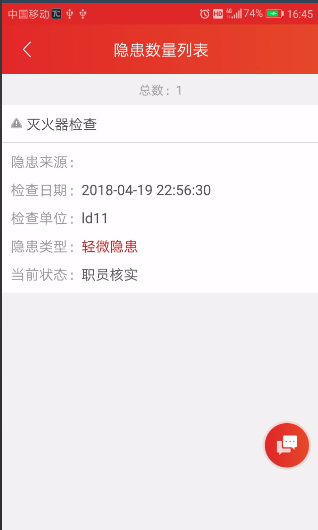 中国移动 HD 4G 74% 16:45
隐患数量列表
总数：1
灭火器检查
隐患来源：
检查日期：2018-04-19 22:56:30
检查单位：ld11
隐患类型：轻微隐患
当前状态：职员核实